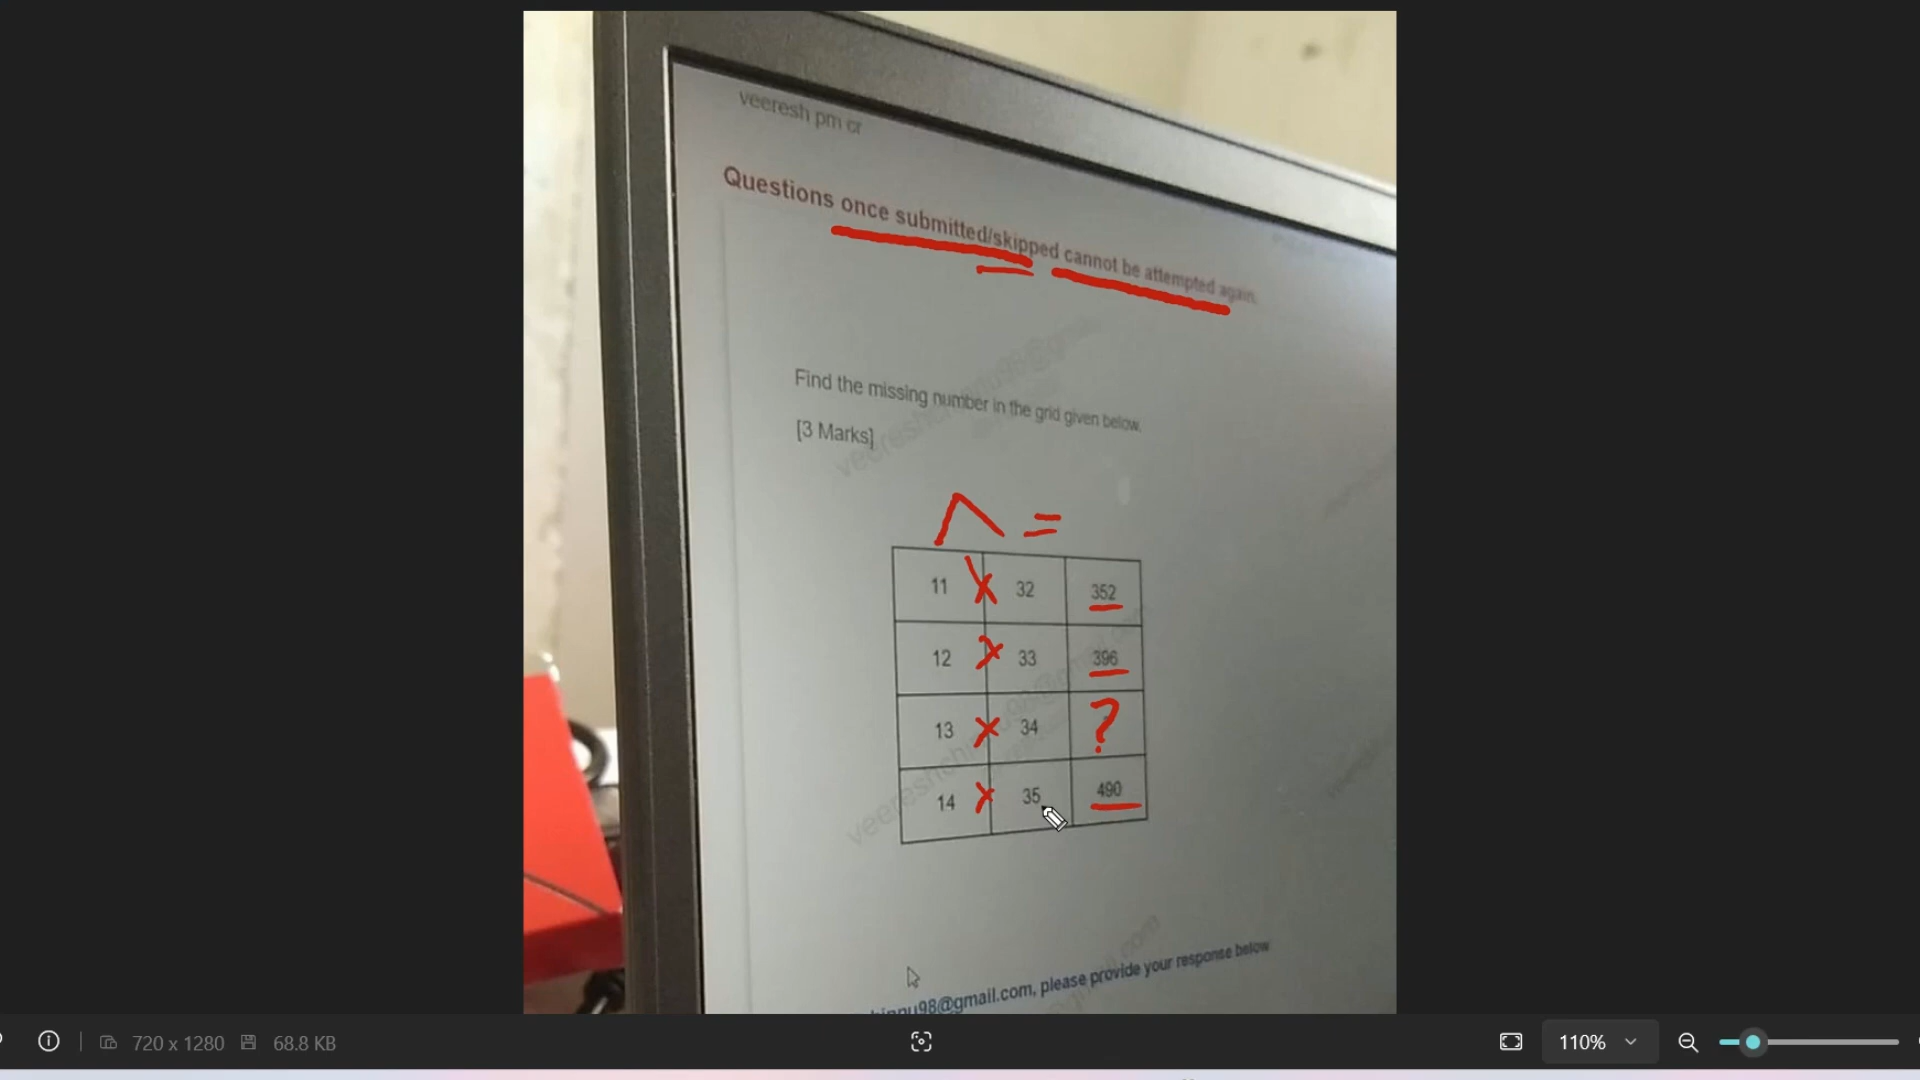 veeresh pm cr
Questions once submitted/skipped cannot be attempted again.
Find the missing number in the grid given below.
[3 Marks]
=
11 X 32 352
12 X 33 396
13 X 34 ?
14 X 35 490
98@gmail.com, please provide your response below
720 x 1280 68.8 KB 110%